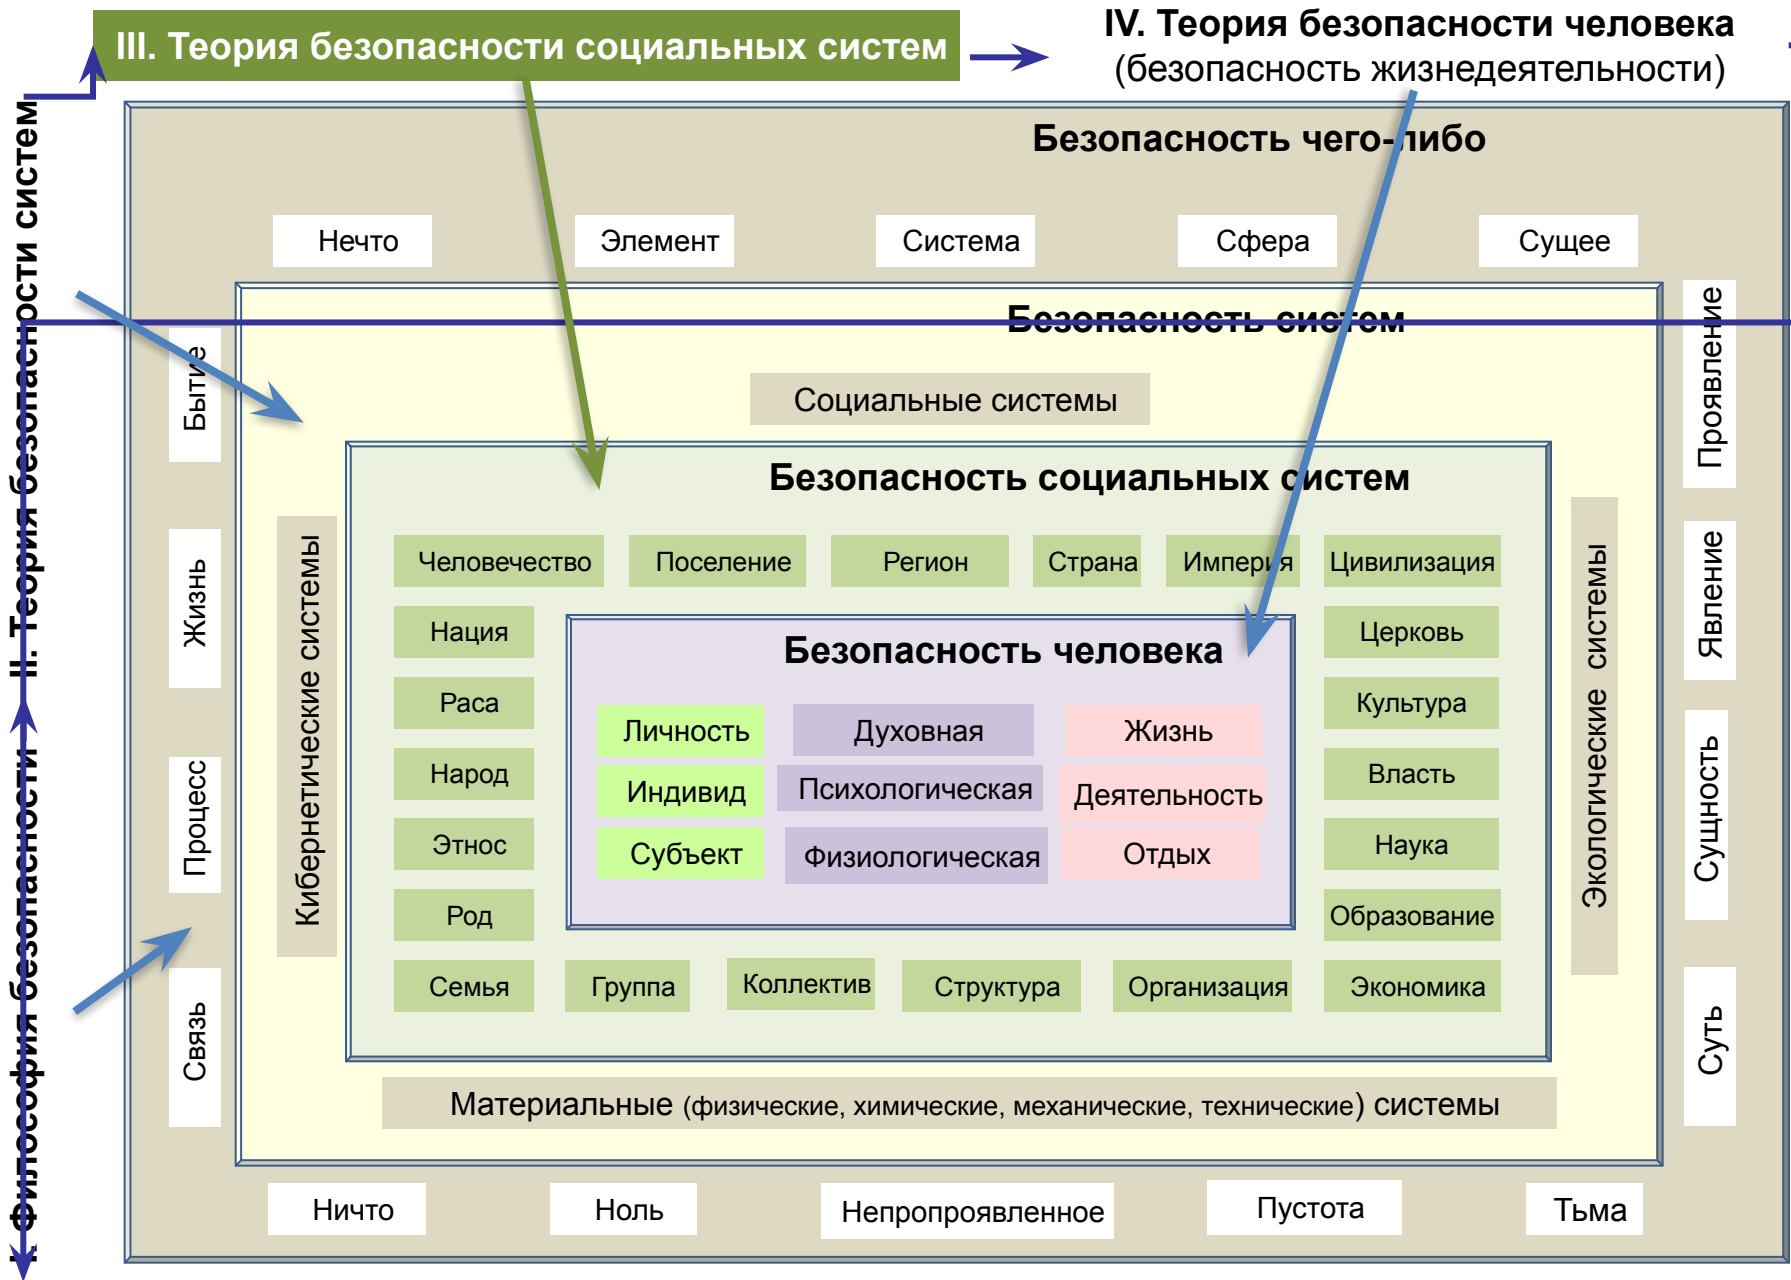 III. Теория безопасности социальных систем
IV. Теория безопасности человека
(безопасность жизнедеятельности)
II. Теория безопасности систем
I. Философия безопасности
Безопасность чего-либо
Нечто
Элемент
Система
Сфера
Сущее
Бытие
Жизнь
Процесс
Связь
Проявление
Явление
Сущность
Суть
Безопасность систем
Социальные системы
Кибернетические системы
Экологические системы
Безопасность социальных систем
Человечество
Поселение
Регион
Страна
Империя
Цивилизация
Нация
Раса
Народ
Этнос
Род
Семья
Церковь
Культура
Власть
Наука
Образование
Экономика
Безопасность человека
Личность
Духовная
Жизнь
Индивид
Психологическая
Деятельность
Субъект
Физиологическая
Отдых
Группа
Коллектив
Структура
Организация
Материальные (физические, химические, механические, технические) системы
Ничто
Ноль
Непропроявленное
Пустота
Тьма